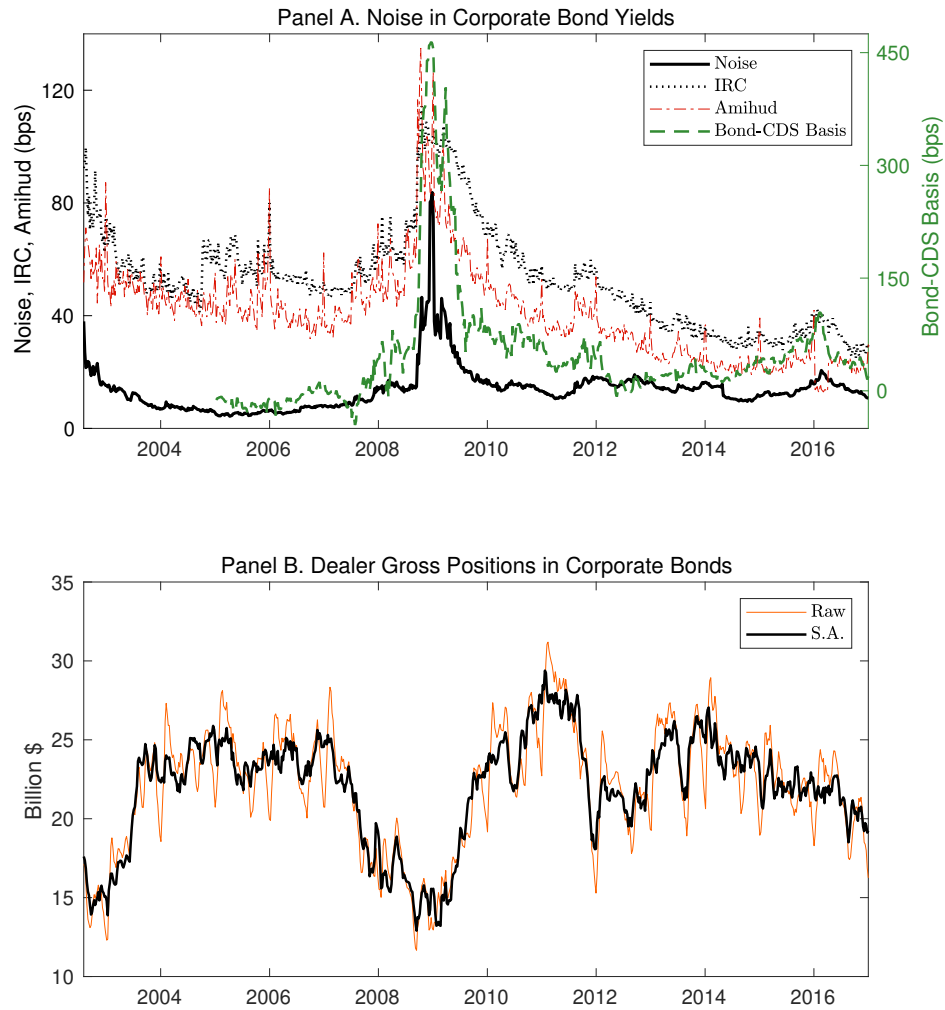 Panel A. Noise in Corporate Bond Yields
Noise, IRC, Amihud (bps)
120
80
40
0
Noise
IRC
Amihud
Bond-CDS Basis
450
300
150
0
Bond-CDS Basis (bps)
2004 2006 2008 2010 2012 2014 2016
Panel B. Dealer Gross Positions in Corporate Bonds
Billion $
35
30
25
20
15
10
Raw
S.A.
2004 2006 2008 2010 2012 2014 2016